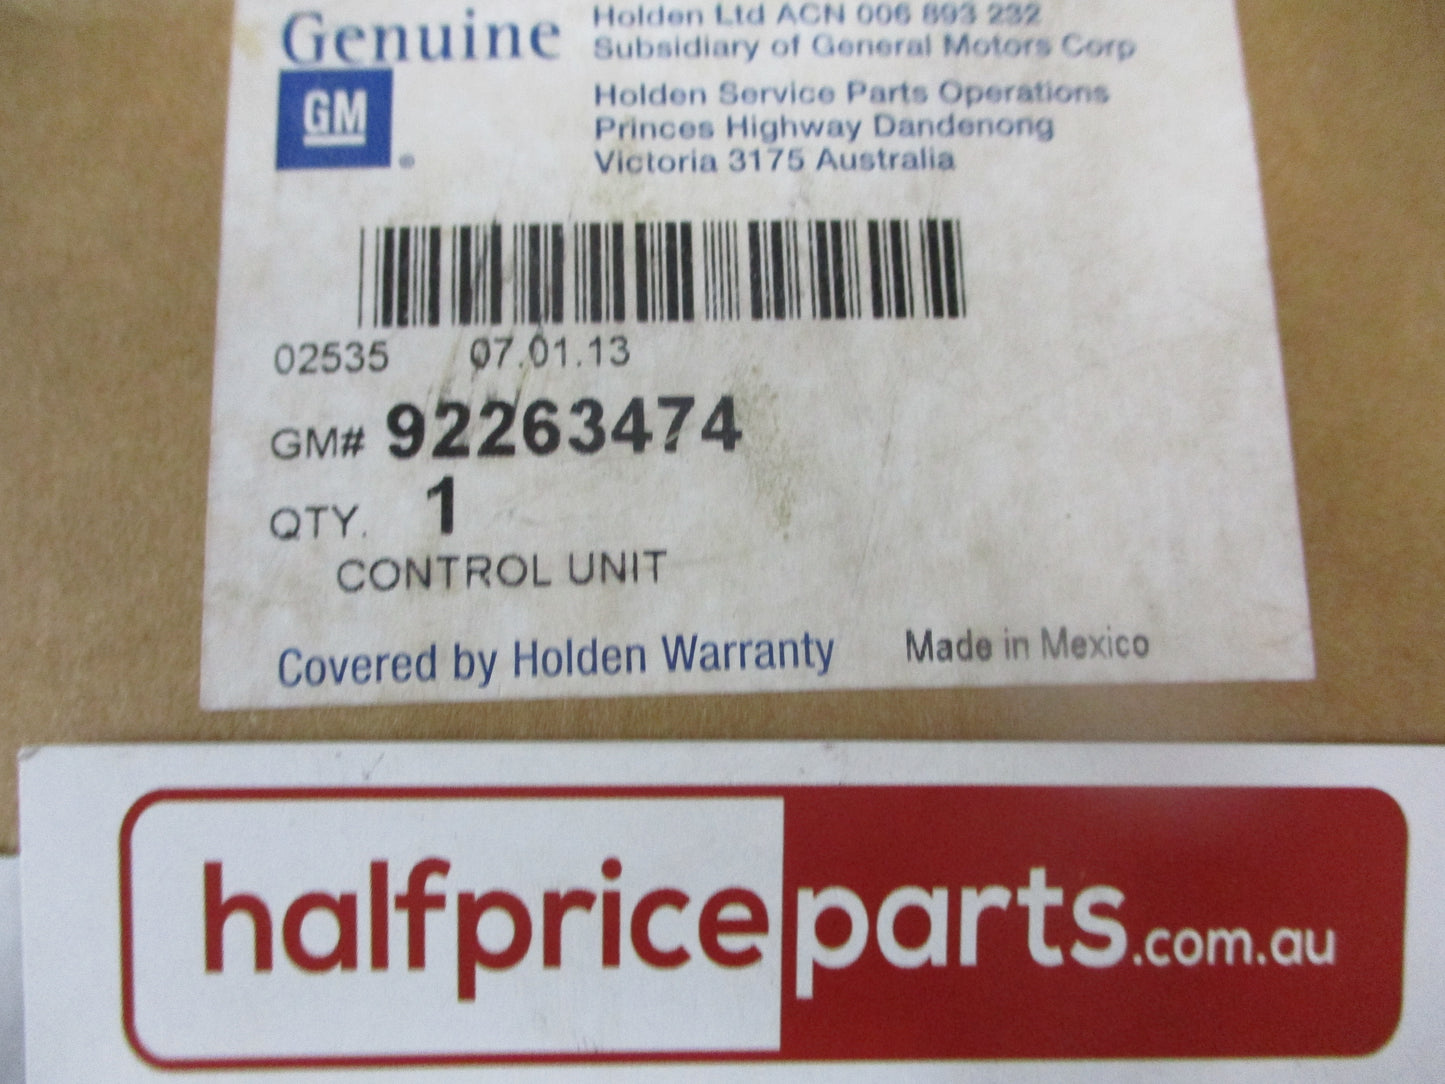 Genuine
GM
®
Holden Ltd ACN 006 893 232
Subsidiary of General Motors Corp
Holden Service Parts Operations
Princes Highway Dandenong
Victoria 3175 Australia
02535 07.01.13
GM# 92263474
QTY. 1
CONTROL UNIT
Covered by Holden Warranty Made in Mexico
halfpriceparts.com.au